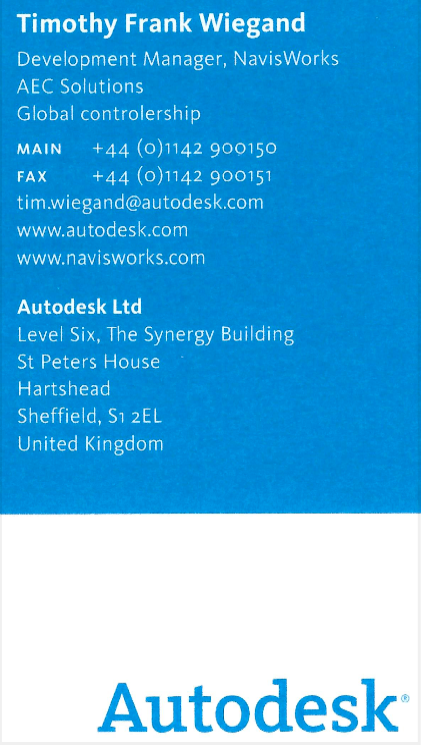 Timothy Frank Wiegand
Development Manager, NavisWorks
AEC Solutions
Global controlership
MAIN +44 (0)1142 900150
FAX +44 (0)1142 900151
tim.wiegand@autodesk.com
www.autodesk.com
www.navisworks.com
Autodesk Ltd
Level Six, The Synergy Building
St Peters House
Hartshead
Sheffield, S1 2EL
United Kingdom
Autodesk®